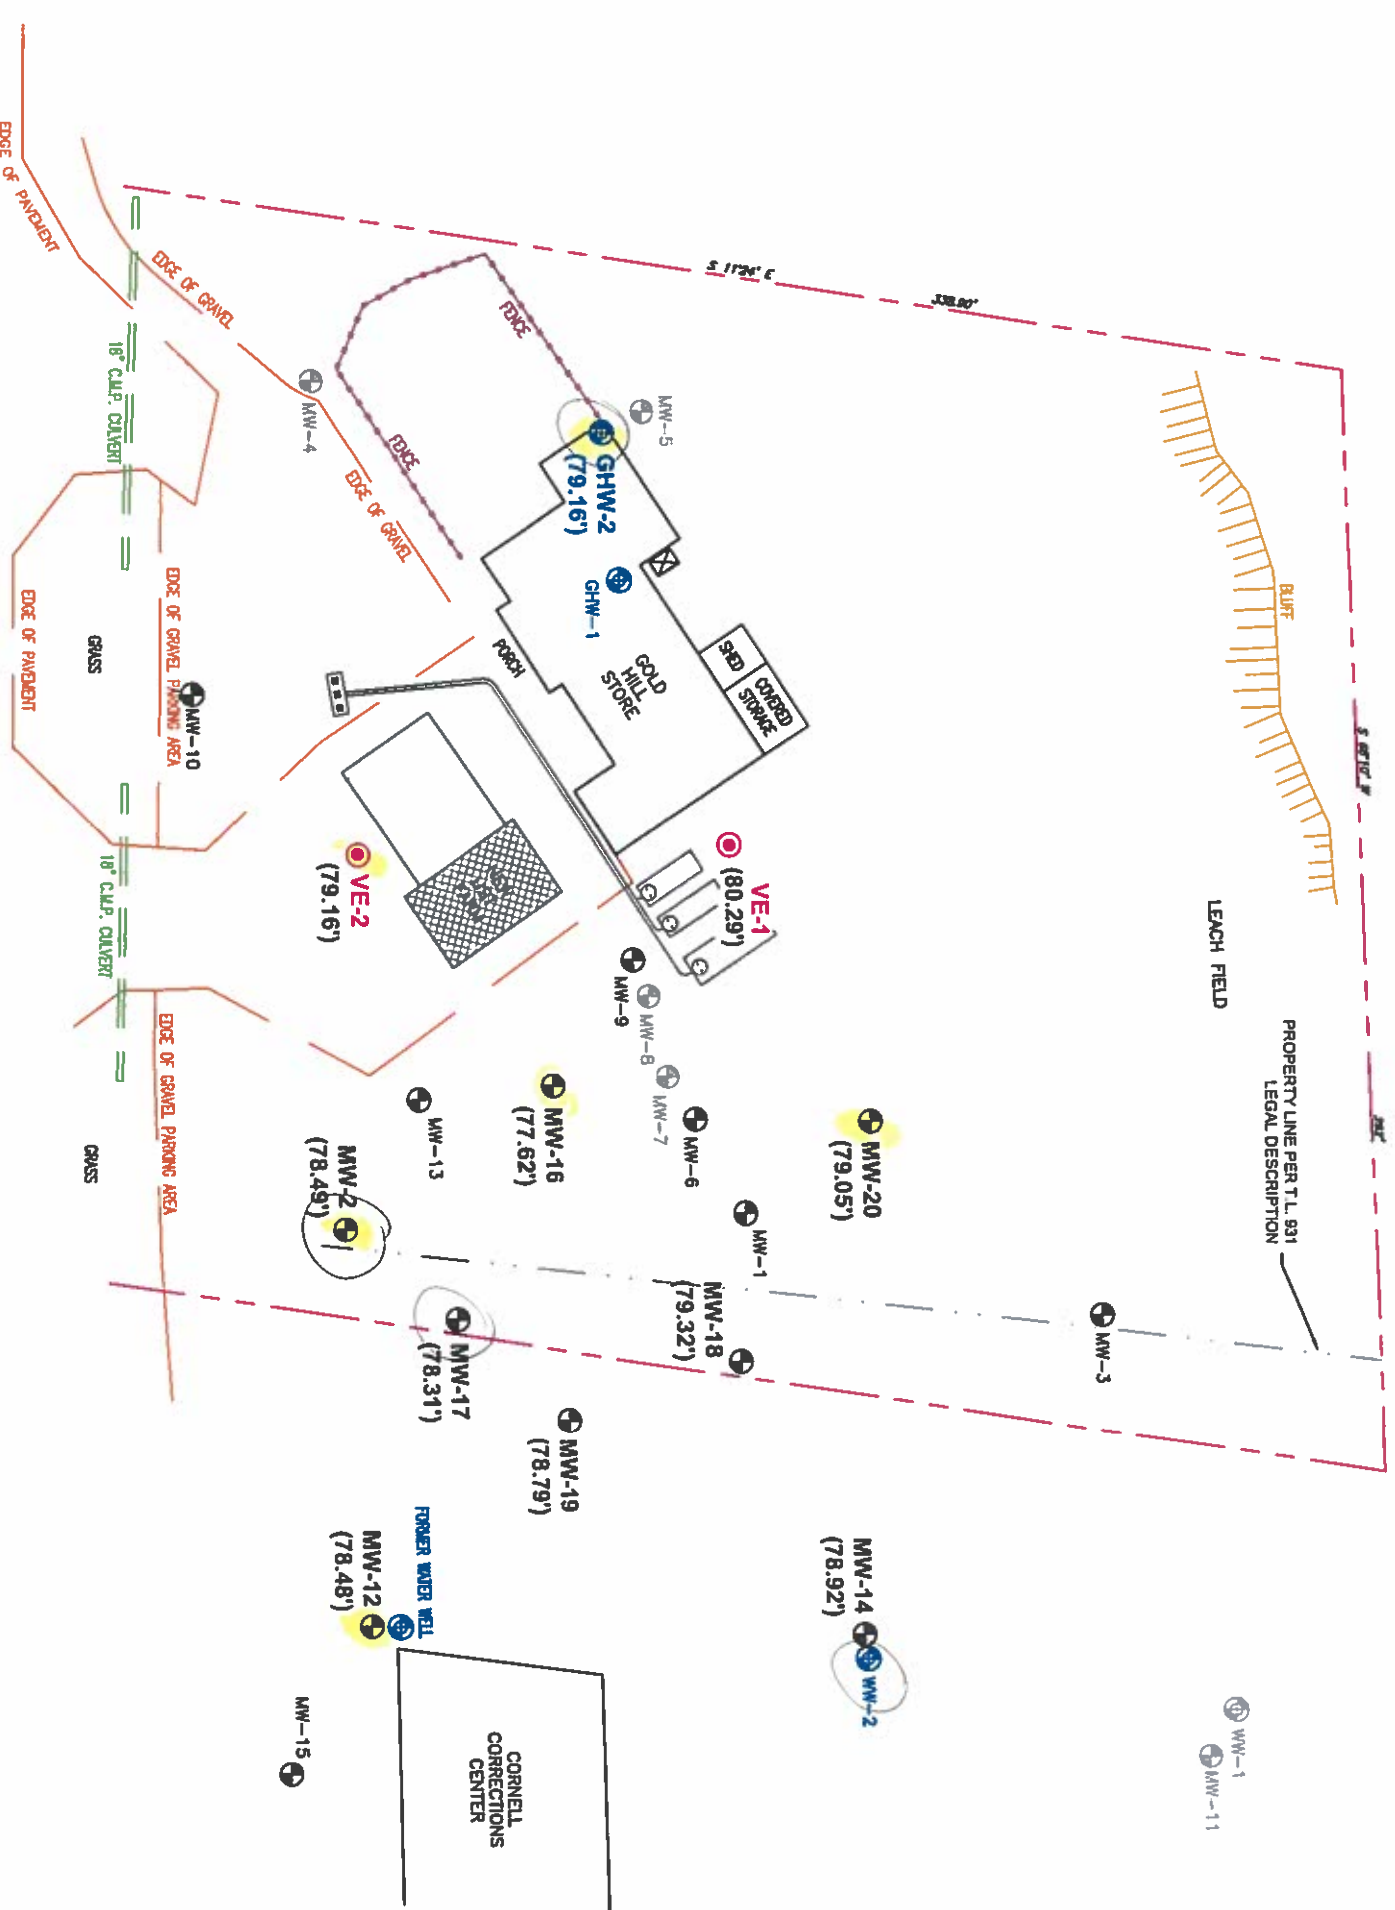 S 11°24' E
338.90'
S 68°10' W
BLUFF
LEACH FIELD
PROPERTY LINE PER T.L. 931
LEGAL DESCRIPTION
EDGE OF PAVEMENT
EDGE OF GRAVEL
18" C.M.P. CULVERT
FENCE
FENCE
EDGE OF GRAVEL
MW-4
MW-5
GHW-2
(79.16')
GHW-1
GOLD
HILL
STORE
PORCH
SHED
COVERED
STORAGE
EDGE OF GRAVEL PARKING AREA
GRASS
EDGE OF PAVEMENT
MW-10
VE-1
(80.29')
VE-2
(79.16')
18" C.M.P. CULVERT
EDGE OF GRAVEL PARKING AREA
GRASS
MW-9
MW-8
MW-7
MW-6
MW-1
MW-20
(79.05')
MW-16
(77.62')
MW-13
MW-2
(78.49')
MW-18
(79.32')
MW-3
MW-17
(78.31')
MW-19
(78.79')
FORMER WATER WELL
MW-12
(78.48')
MW-14
(78.92')
WW-2
WW-1
MW-11
MW-15
CORNELL
CORRECTIONS
CENTER